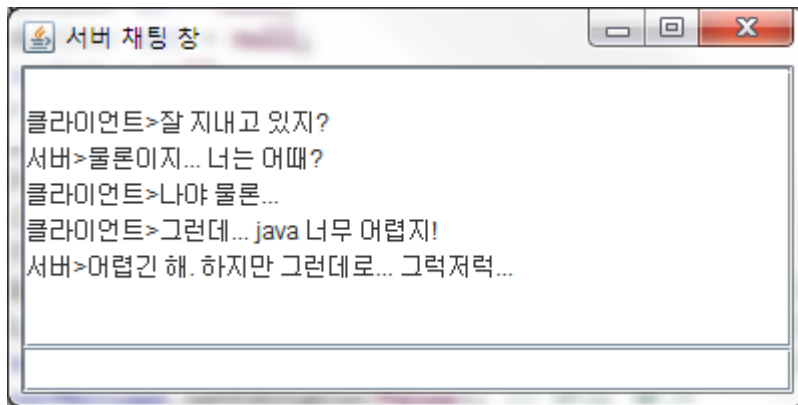 서버 채팅 창
클라이언트>잘 지내고 있지?
서버>물론이지... 너는 어때?
클라이언트>나야 물론...
클라이언트>그런데... java 너무 어렵지!
서버>어렵긴 해. 하지만 그런데로... 그럭저럭...